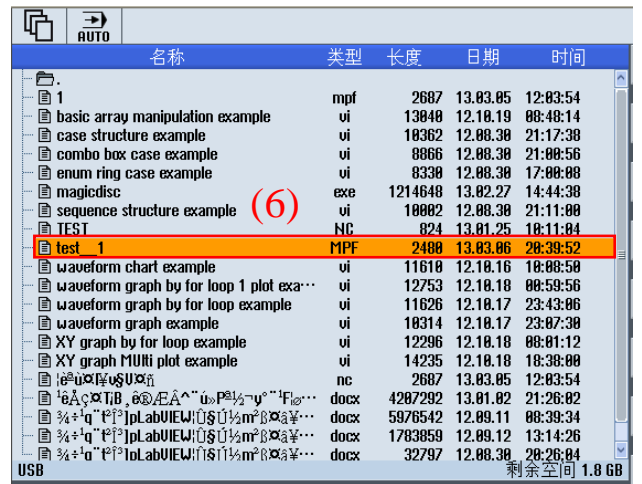 AUTO
名称 类型 长度 日期 时间
.
1 mpf 2687 13.03.05 12:03:54
basic array manipulation example vi 13040 12.10.19 08:48:14
case structure example vi 10362 12.08.30 21:17:38
combo box case example vi 8866 12.08.30 21:00:56
enum ring case example vi 8330 12.08.30 17:00:08
magicdisc exe 1214648 13.02.27 14:44:38
(6)
sequence structure example vi 10002 12.08.30 21:11:00
TEST NC 824 13.01.25 10:11:04
test__1 MPF 2480 13.03.06 20:39:52
waveform chart example vi 11610 12.10.16 10:08:50
waveform graph by for loop 1 plot exa··· vi 12753 12.10.18 00:59:56
waveform graph by for loop example vi 11626 12.10.17 23:43:06
waveform graph example vi 10314 12.10.17 23:07:30
XY graph by for loop example vi 12296 12.10.18 08:01:12
XY graph MUlti plot example vi 14235 12.10.18 18:38:00
nc 2687 13.03.05 12:03:54
docx 4207292 13.01.02 21:26:02
]pLabVIEW docx 5976542 12.09.11 08:39:34
]pLabVIEW docx 1783859 12.09.12 13:14:26
]pLabVIEW docx 32797 12.08.30 20:26:04
USB 剩余空间 1.8 GB